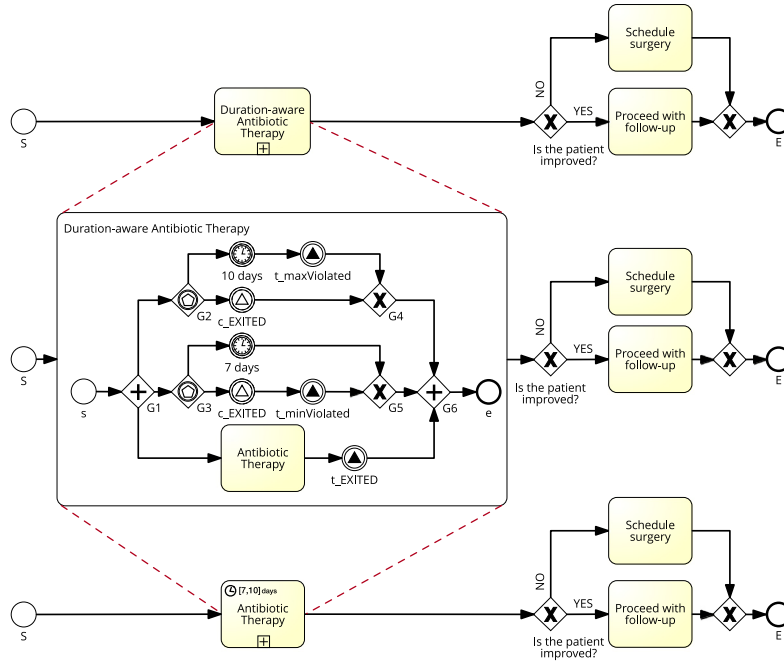 Schedule
surgery
NO
Duration-aware
Antibiotic
Therapy
YES
Proceed with
follow-up
S
Is the patient
improved?
E
Duration-aware Antibiotic Therapy
10 days
t_maxViolated
G2
c_EXITED
G4
7 days
s
G1
G3
c_EXITED
t_minViolated
G5
G6
e
Antibiotic
Therapy
t_EXITED
Schedule
surgery
NO
YES
Proceed with
follow-up
S
Is the patient
improved?
E
Schedule
surgery
NO
[7,10] days
Antibiotic
Therapy
YES
Proceed with
follow-up
S
Is the patient
improved?
E